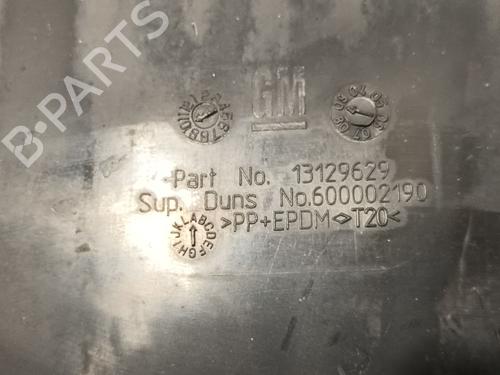 GM
Part No. 13129629
Sup. Duns No.600002190
>PP+EPDM<>T20<
B-PARTS